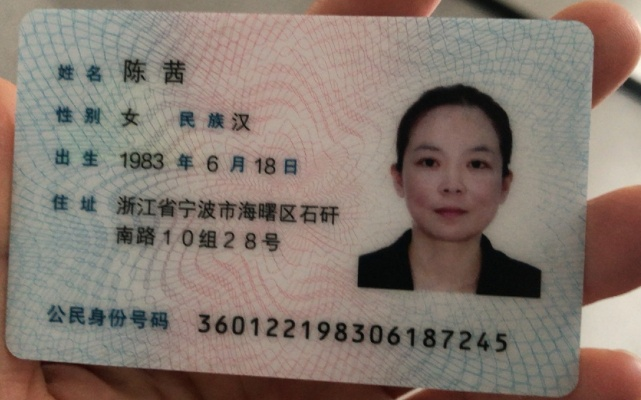 姓名 陈茜
性别 女 民族 汉
出生 1983 年 6 月 18 日
住址 浙江省宁波市海曙区石矸
南路10组28号
公民身份号码 360122198306187245